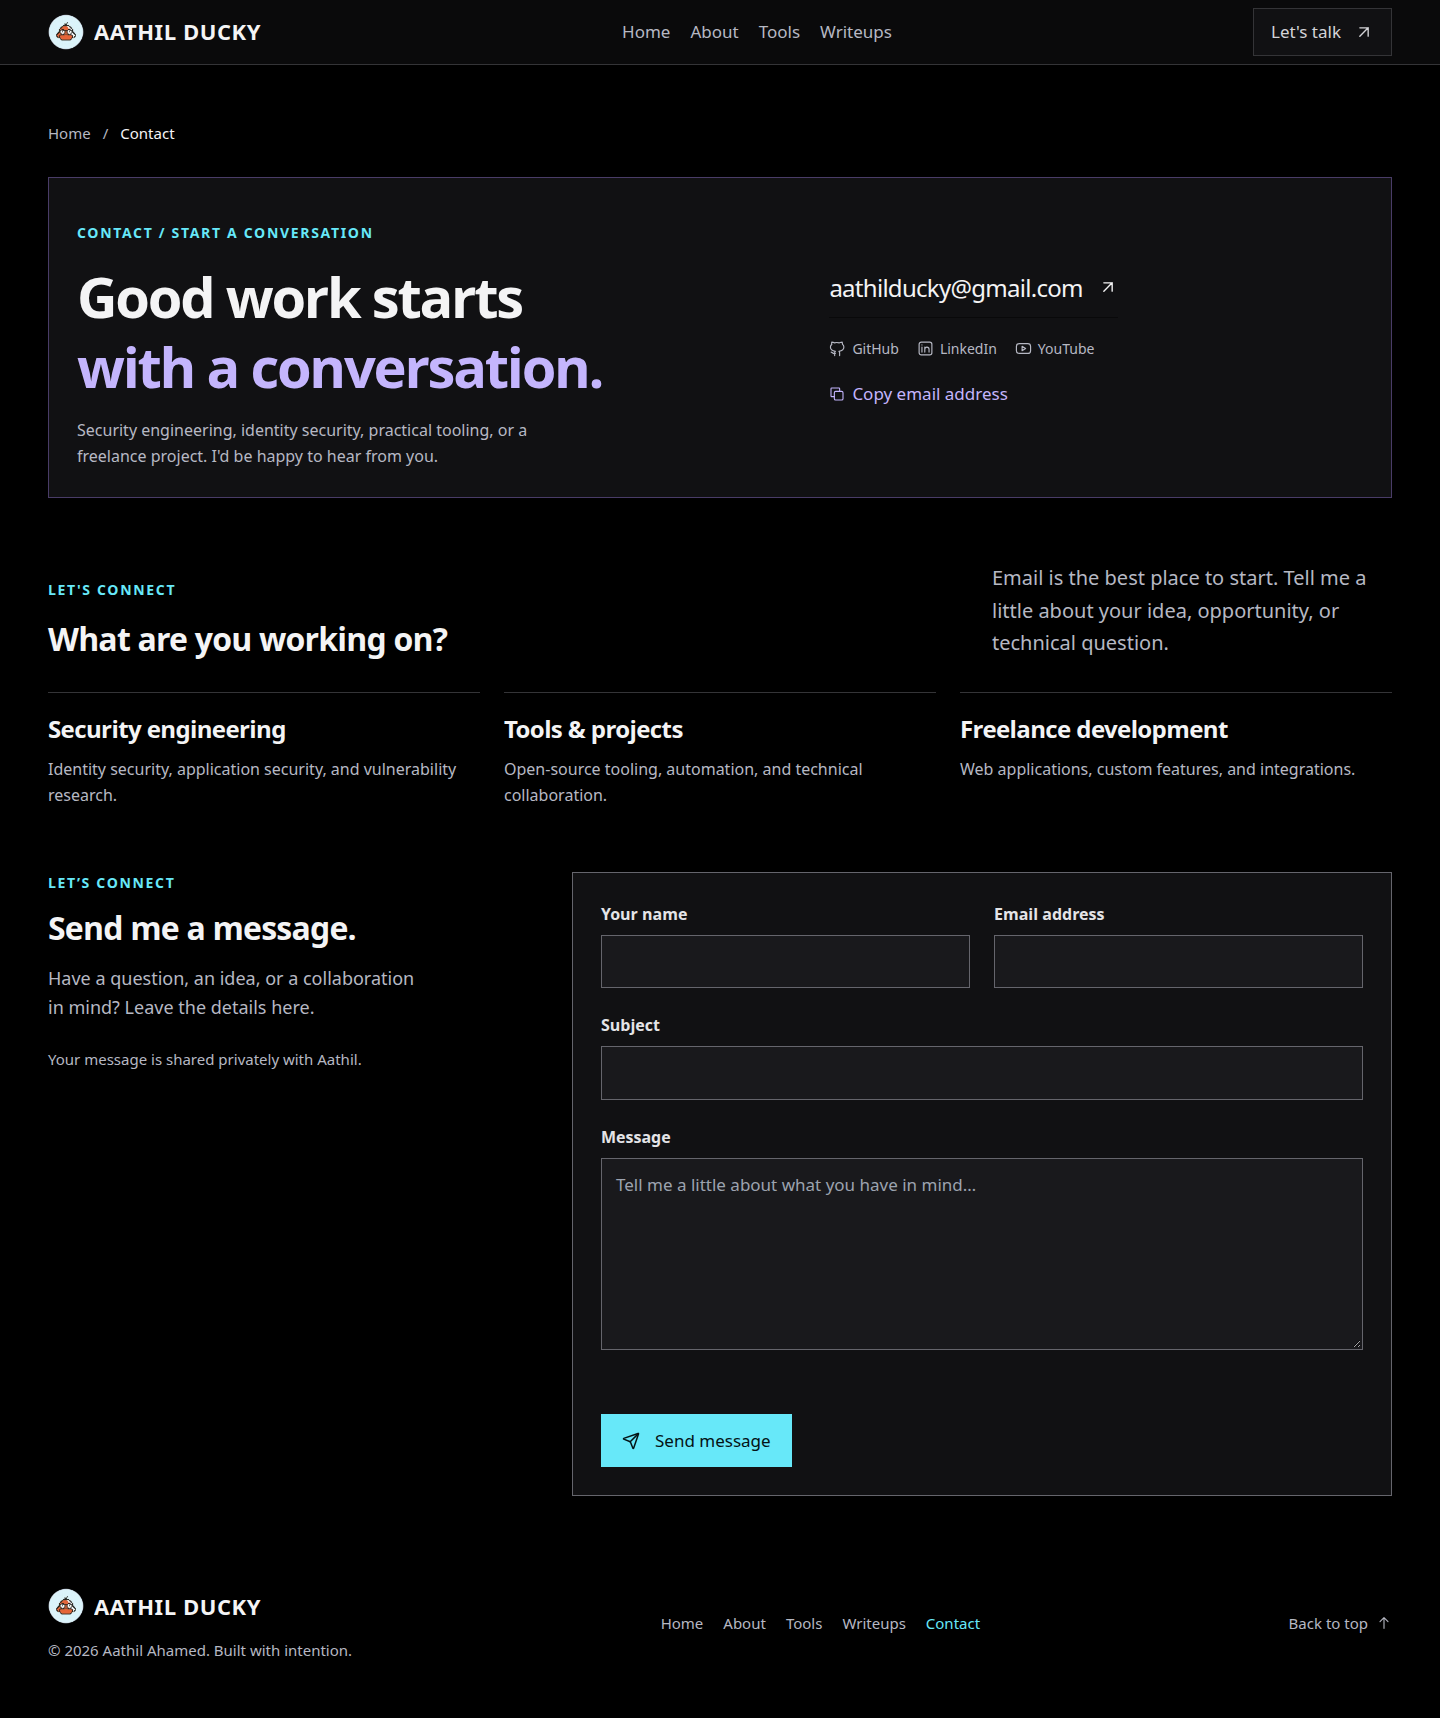 AATHIL DUCKY
Home About Tools Writeups
Let's talk
Home / Contact
CONTACT / START A CONVERSATION
Good work starts
with a conversation.
Security engineering, identity security, practical tooling, or a
freelance project. I'd be happy to hear from you.
aathilducky@gmail.com
GitHub LinkedIn YouTube
Copy email address
LET'S CONNECT
What are you working on?
Email is the best place to start. Tell me a
little about your idea, opportunity, or
technical question.
Security engineering
Identity security, application security, and vulnerability
research.
Tools & projects
Open-source tooling, automation, and technical
collaboration.
Freelance development
Web applications, custom features, and integrations.
LET’S CONNECT
Send me a message.
Have a question, an idea, or a collaboration
in mind? Leave the details here.
Your message is shared privately with Aathil.
Your name
Email address
Subject
Message
Tell me a little about what you have in mind...
Send message
AATHIL DUCKY
© 2026 Aathil Ahamed. Built with intention.
Home About Tools Writeups Contact
Back to top